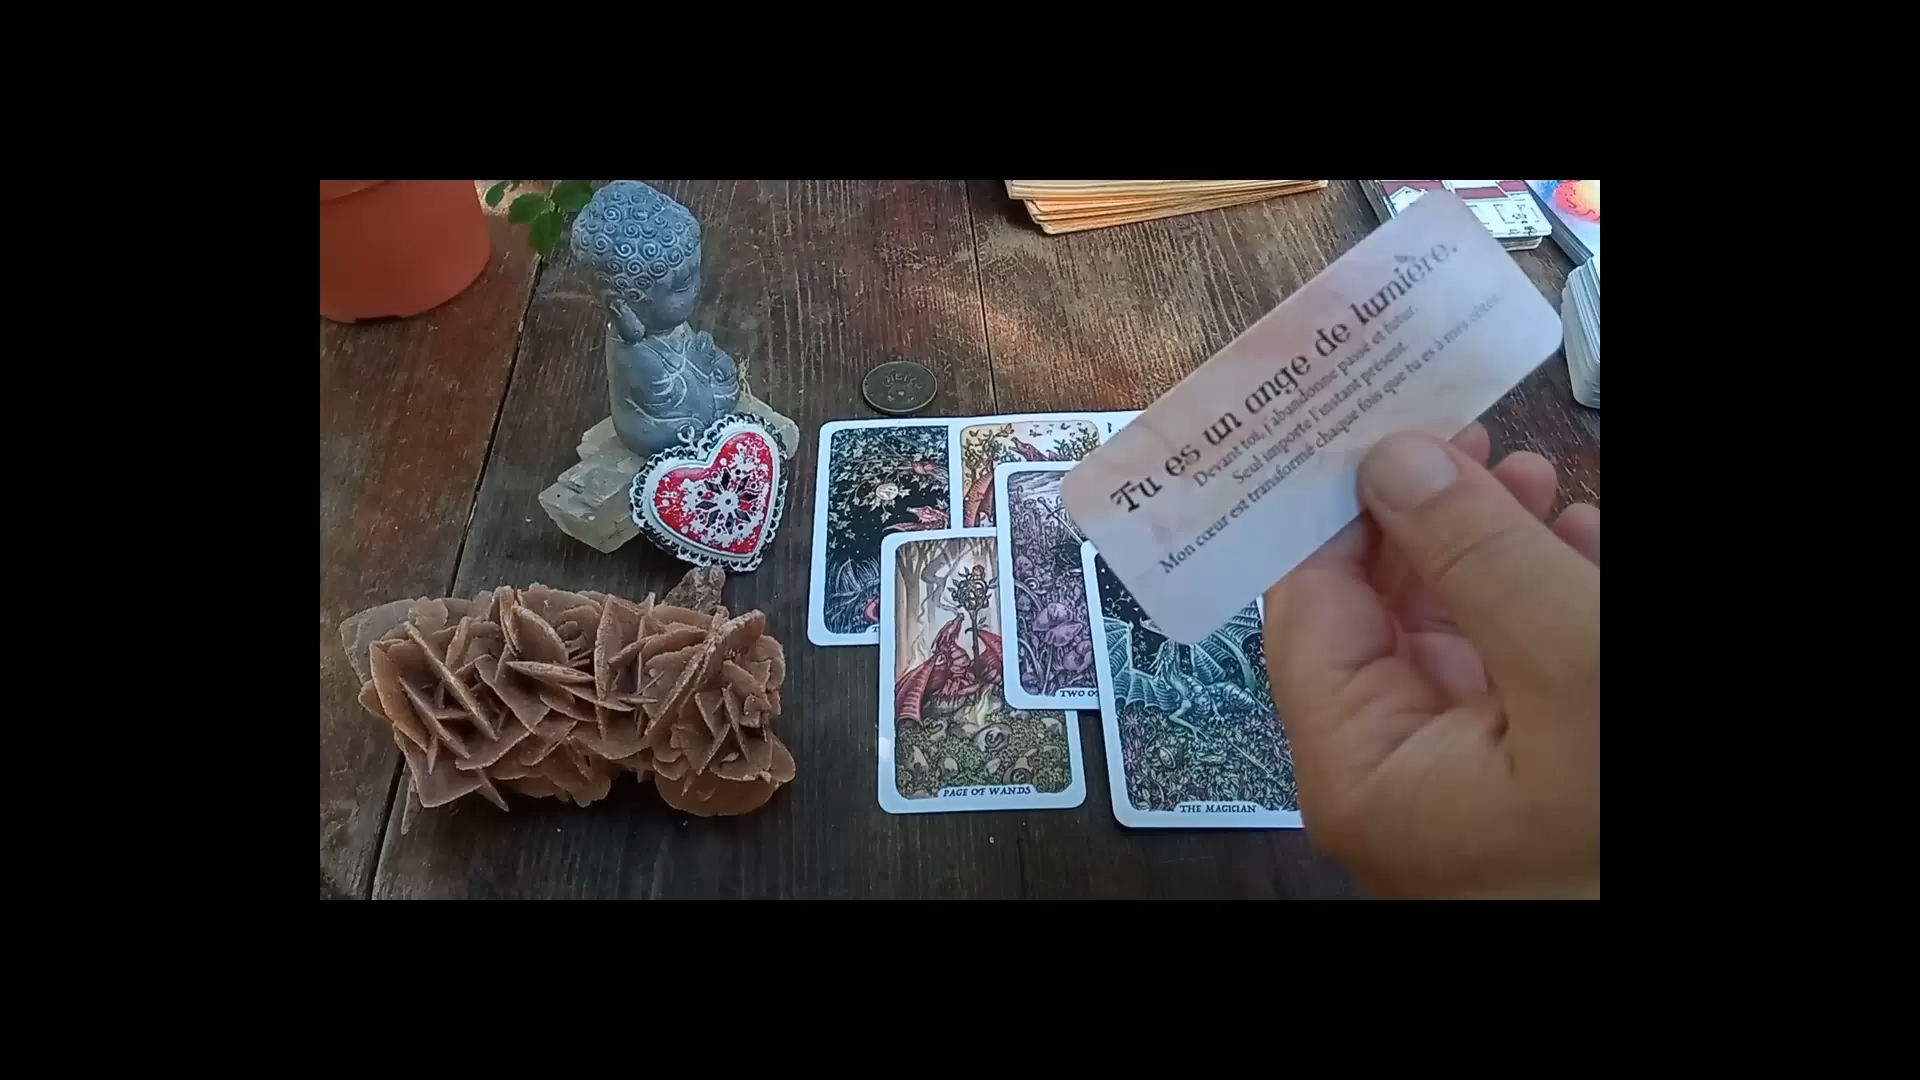 Tu es un ange de lumière.
Devant toi, j'abandonne passé et futur.
Seul importe l'instant présent.
Mon cœur est transformé chaque fois que tu es à mes côtés.
TWO O
PAGE OF WANDS
THE MAGICIAN